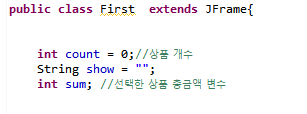 public class First  extends JFrame{
int count = 0;//상품 개수
String show = "";
int sum; //선택한 상품 총금액 변수